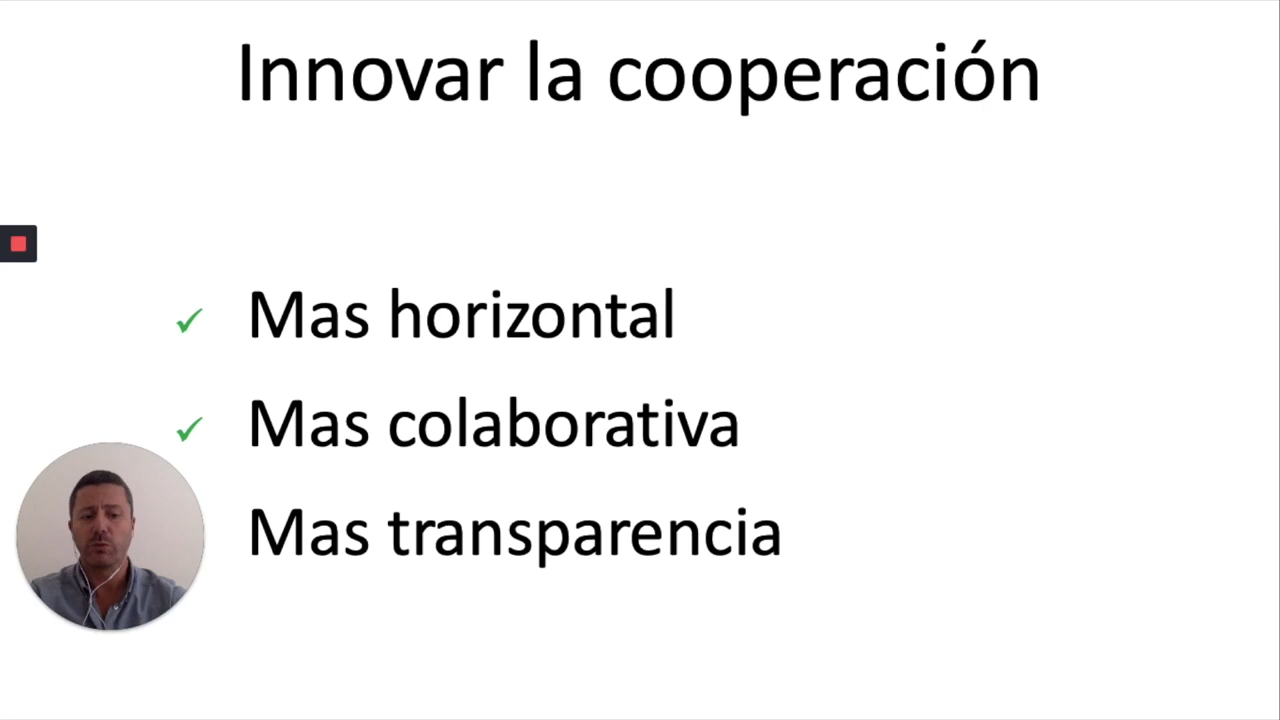 Innovar la cooperación
✓ Mas horizontal
✓ Mas colaborativa
Mas transparencia